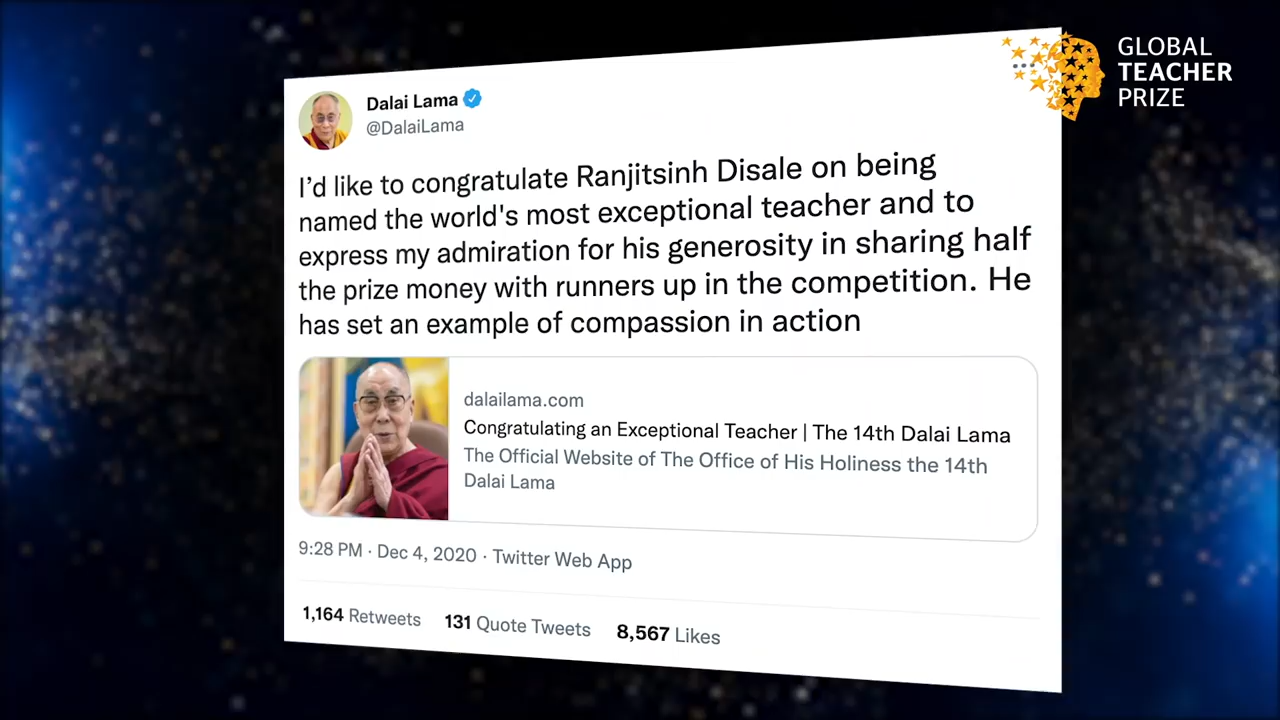 GLOBAL
TEACHER
PRIZE
Dalai Lama
@DalaiLama
I'd like to congratulate Ranjitsinh Disale on being
named the world's most exceptional teacher and to
express my admiration for his generosity in sharing half
the prize money with runners up in the competition. He
has set an example of compassion in action
dalailama.com
Congratulating an Exceptional Teacher | The 14th Dalai Lama
The Official Website of The Office of His Holiness the 14th
Dalai Lama
9:28 PM · Dec 4, 2020 · Twitter Web App
1,164 Retweets 131 Quote Tweets 8,567 Likes